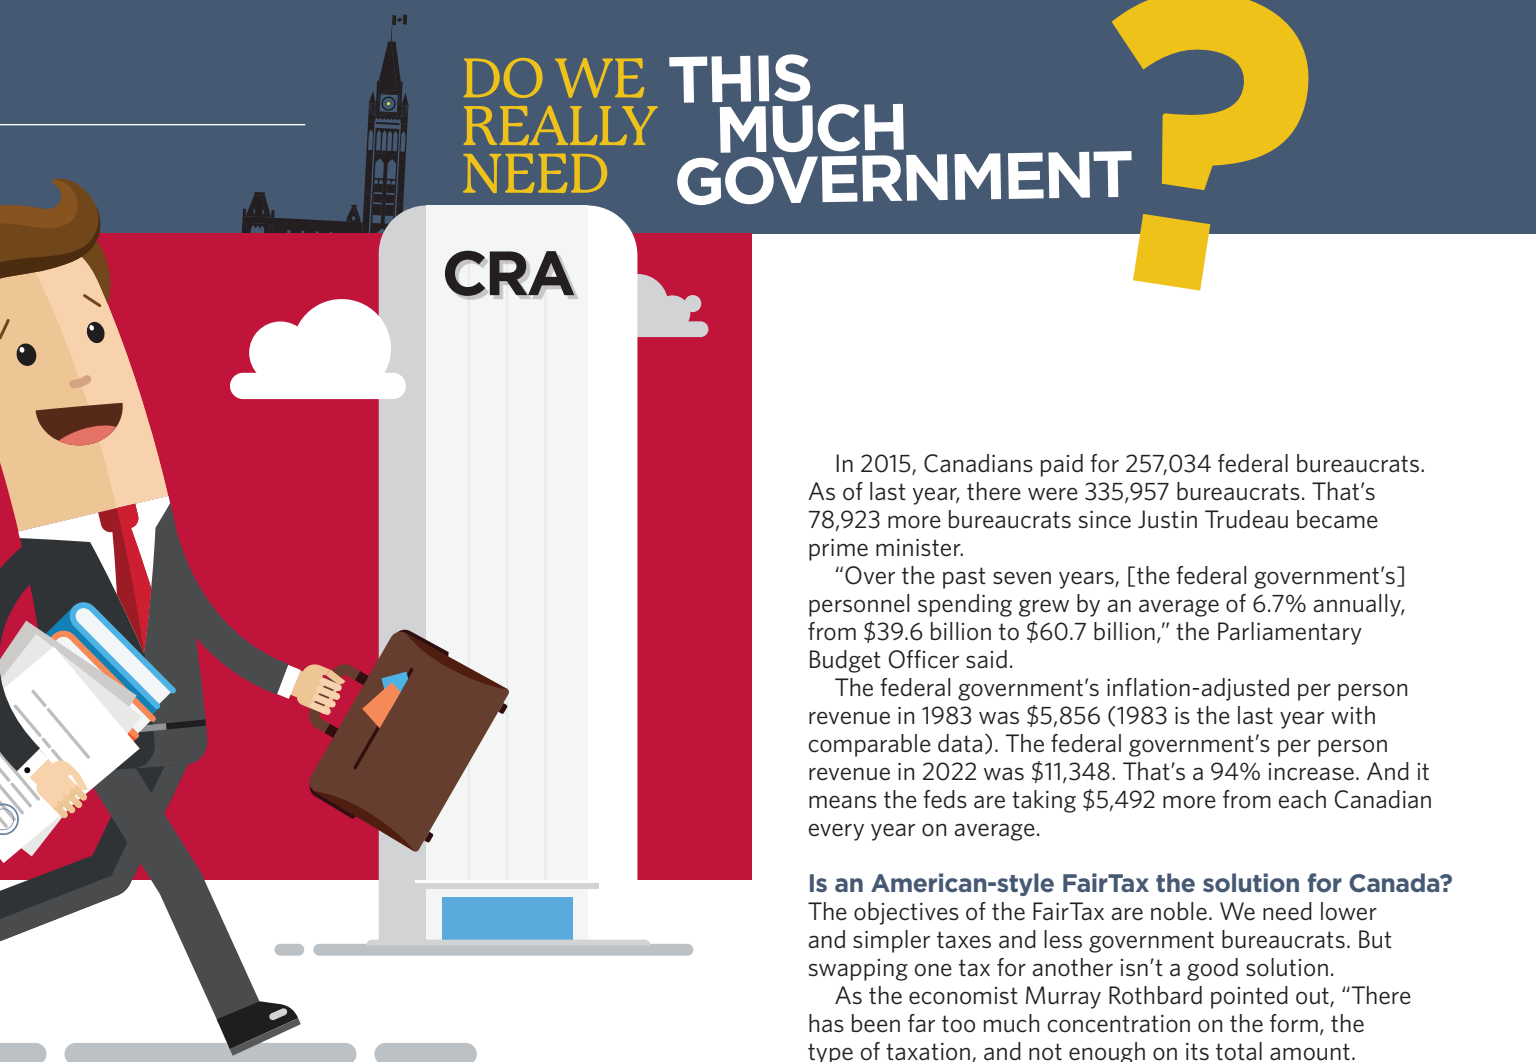 DO WE
REALLY
NEED
THIS
MUCH
GOVERNMENT
?
CRA
In 2015, Canadians paid for 257,034 federal bureaucrats.
As of last year, there were 335,957 bureaucrats. That’s
78,923 more bureaucrats since Justin Trudeau became
prime minister.
“Over the past seven years, [the federal government’s]
personnel spending grew by an average of 6.7% annually,
from $39.6 billion to $60.7 billion,” the Parliamentary
Budget Officer said.
The federal government’s inflation-adjusted per person
revenue in 1983 was $5,856 (1983 is the last year with
comparable data). The federal government’s per person
revenue in 2022 was $11,348. That’s a 94% increase. And it
means the feds are taking $5,492 more from each Canadian
every year on average.
Is an American-style FairTax the solution for Canada?
The objectives of the FairTax are noble. We need lower
and simpler taxes and less government bureaucrats. But
swapping one tax for another isn’t a good solution.
As the economist Murray Rothbard pointed out, “There
has been far too much concentration on the form, the
type of taxation, and not enough on its total amount.